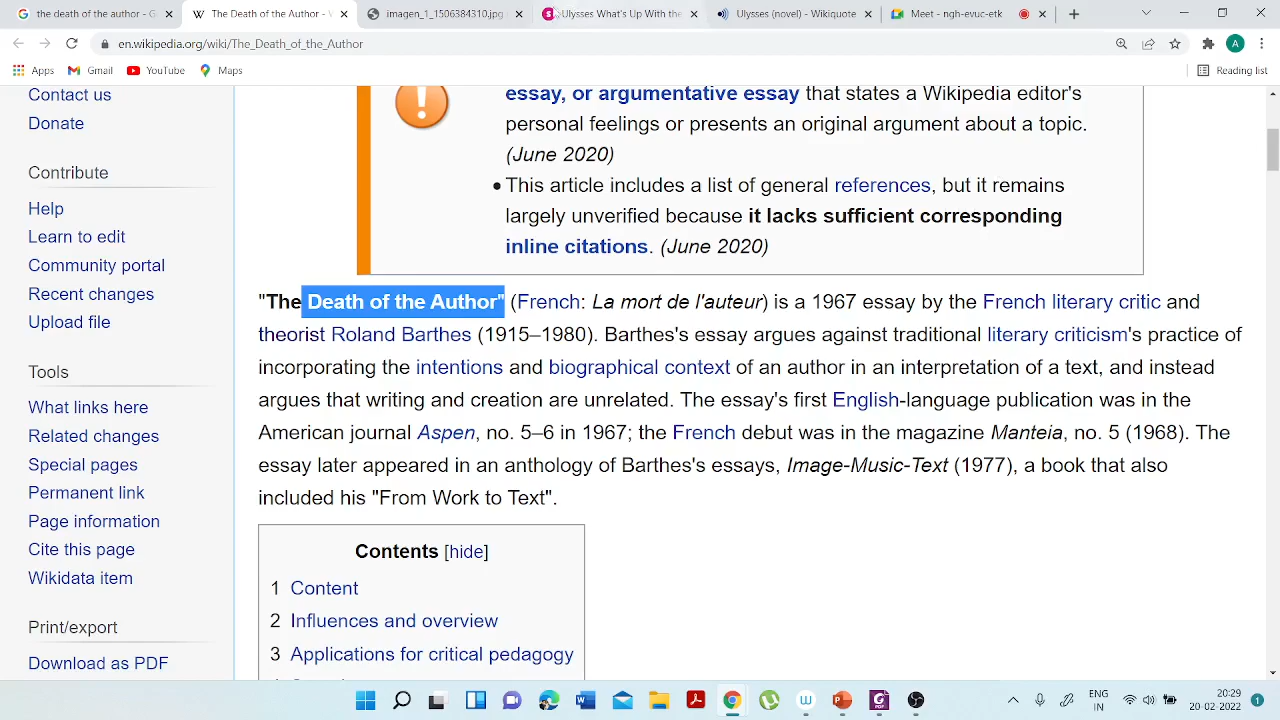 the death of the author - G
The Death of the Author - V
imagen_1_1506384310.jpg
Ulysses What's Up With the
Ulysses (novel) - Wikiquote
Meet - ngh-evuc-etk
en.wikipedia.org/wiki/The_Death_of_the_Author
A
Apps
Gmail
YouTube
Maps
Reading list
Contact us
Donate
Contribute
Help
Learn to edit
Community portal
Recent changes
Upload file
Tools
What links here
Related changes
Special pages
Permanent link
Page information
Cite this page
Wikidata item
Print/export
Download as PDF
essay, or argumentative essay that states a Wikipedia editor's
personal feelings or presents an original argument about a topic.
(June 2020)
• This article includes a list of general references, but it remains
largely unverified because it lacks sufficient corresponding
inline citations. (June 2020)
"The Death of the Author" (French: La mort de l'auteur) is a 1967 essay by the French literary critic and
theorist Roland Barthes (1915–1980). Barthes's essay argues against traditional literary criticism's practice of
incorporating the intentions and biographical context of an author in an interpretation of a text, and instead
argues that writing and creation are unrelated. The essay's first English-language publication was in the
American journal Aspen, no. 5–6 in 1967; the French debut was in the magazine Manteia, no. 5 (1968). The
essay later appeared in an anthology of Barthes's essays, Image-Music-Text (1977), a book that also
included his "From Work to Text".
Contents [hide]
1 Content
2 Influences and overview
3 Applications for critical pedagogy
ENG
IN
20:29
20-02-2022
1